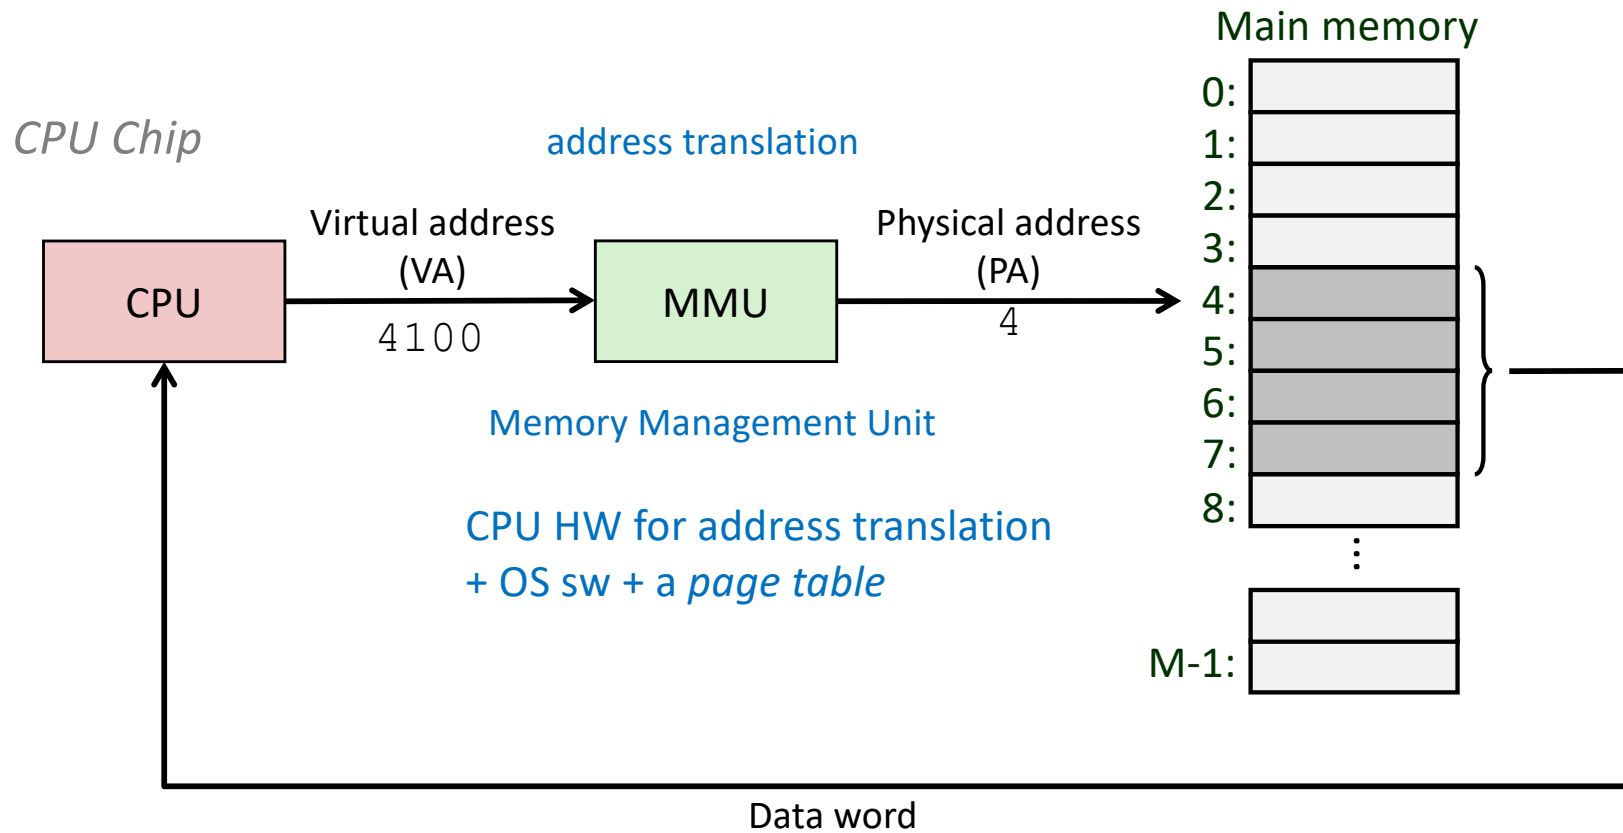 Main memory
CPU Chip
address translation
Virtual address
(VA)
4100
Physical address
(PA)
4
CPU
MMU
Memory Management Unit
CPU HW for address translation
+ OS sw + a page table
0:
1:
2:
3:
4:
5:
6:
7:
8:
⋮
M-1:
Data word